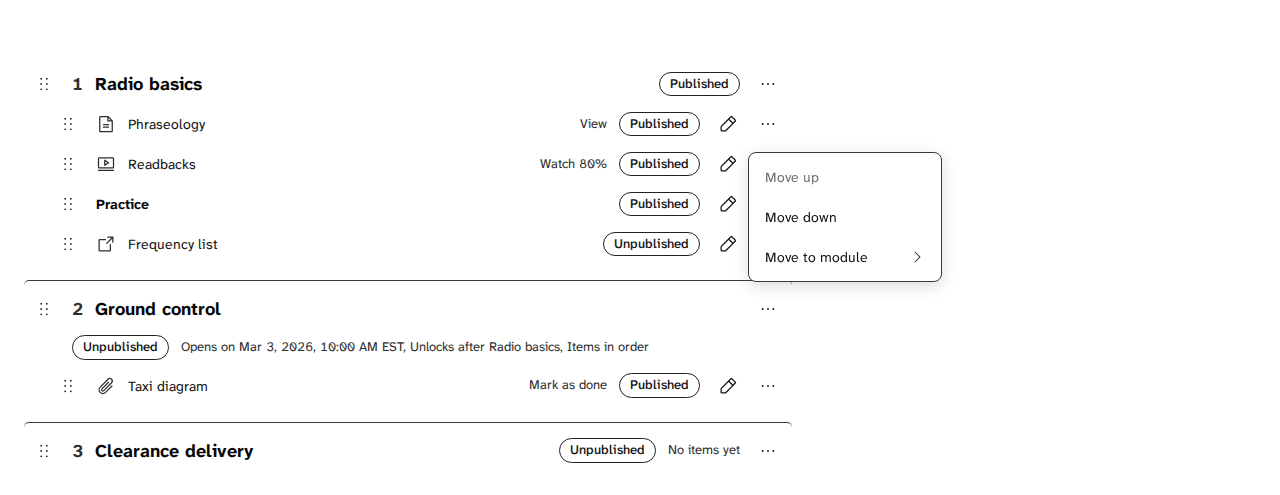 1 Radio basics Published
Phraseology View Published
Readbacks Watch 80% Published
Practice Published
Frequency list Unpublished
Move up
Move down
Move to module
2 Ground control
Unpublished Opens on Mar 3, 2026, 10:00 AM EST, Unlocks after Radio basics, Items in order
Taxi diagram Mark as done Published
3 Clearance delivery Unpublished No items yet